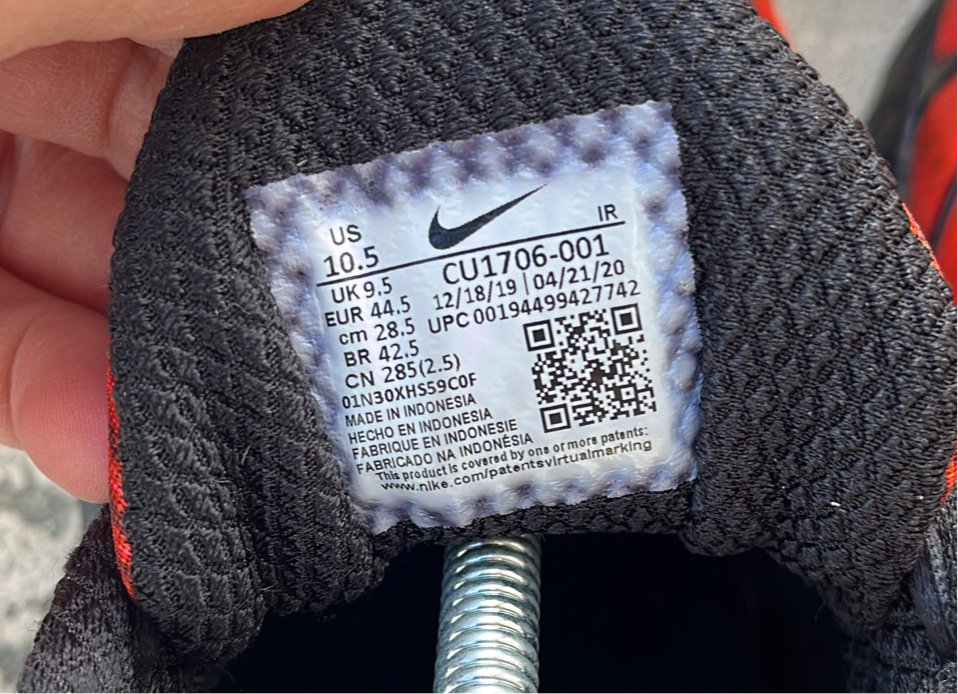 US
10.5
IR
UK 9.5
CU1706-001
EUR 44.5
12/18/19 | 04/21/20
cm 28.5
UPC 00194499427742
BR 42.5
CN 285(2.5)
01N30XHS59C0F
MADE IN INDONESIA
HECHO EN INDONESIA
FABRIQUE EN INDONESIE
FABRICADO NA INDONÉSIA
This product is covered by one or more patents:
www.nike.com/patentsvirtualmarking